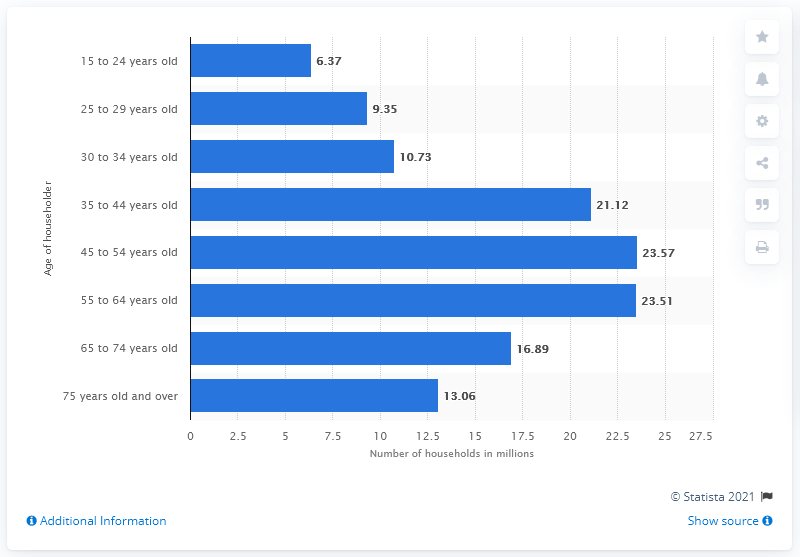 15 to 24 years old 6.37
25 to 29 years old 9.35
30 to 34 years old 10.73
35 to 44 years old 21.12
45 to 54 years old 23.57
55 to 64 years old 23.51
65 to 74 years old 16.89
75 years old and over 13.06
Age of householder
0 2.5 5 7.5 10 12.5 15 17.5 20 22.5 25 27.5
Number of households in millions
© Statista 2021
Additional Information
Show source